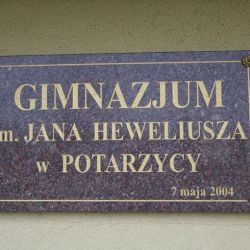 GIMNAZJUM
m. JANA HEWELIUSZA
w POTARZYCY
7 maja 2004